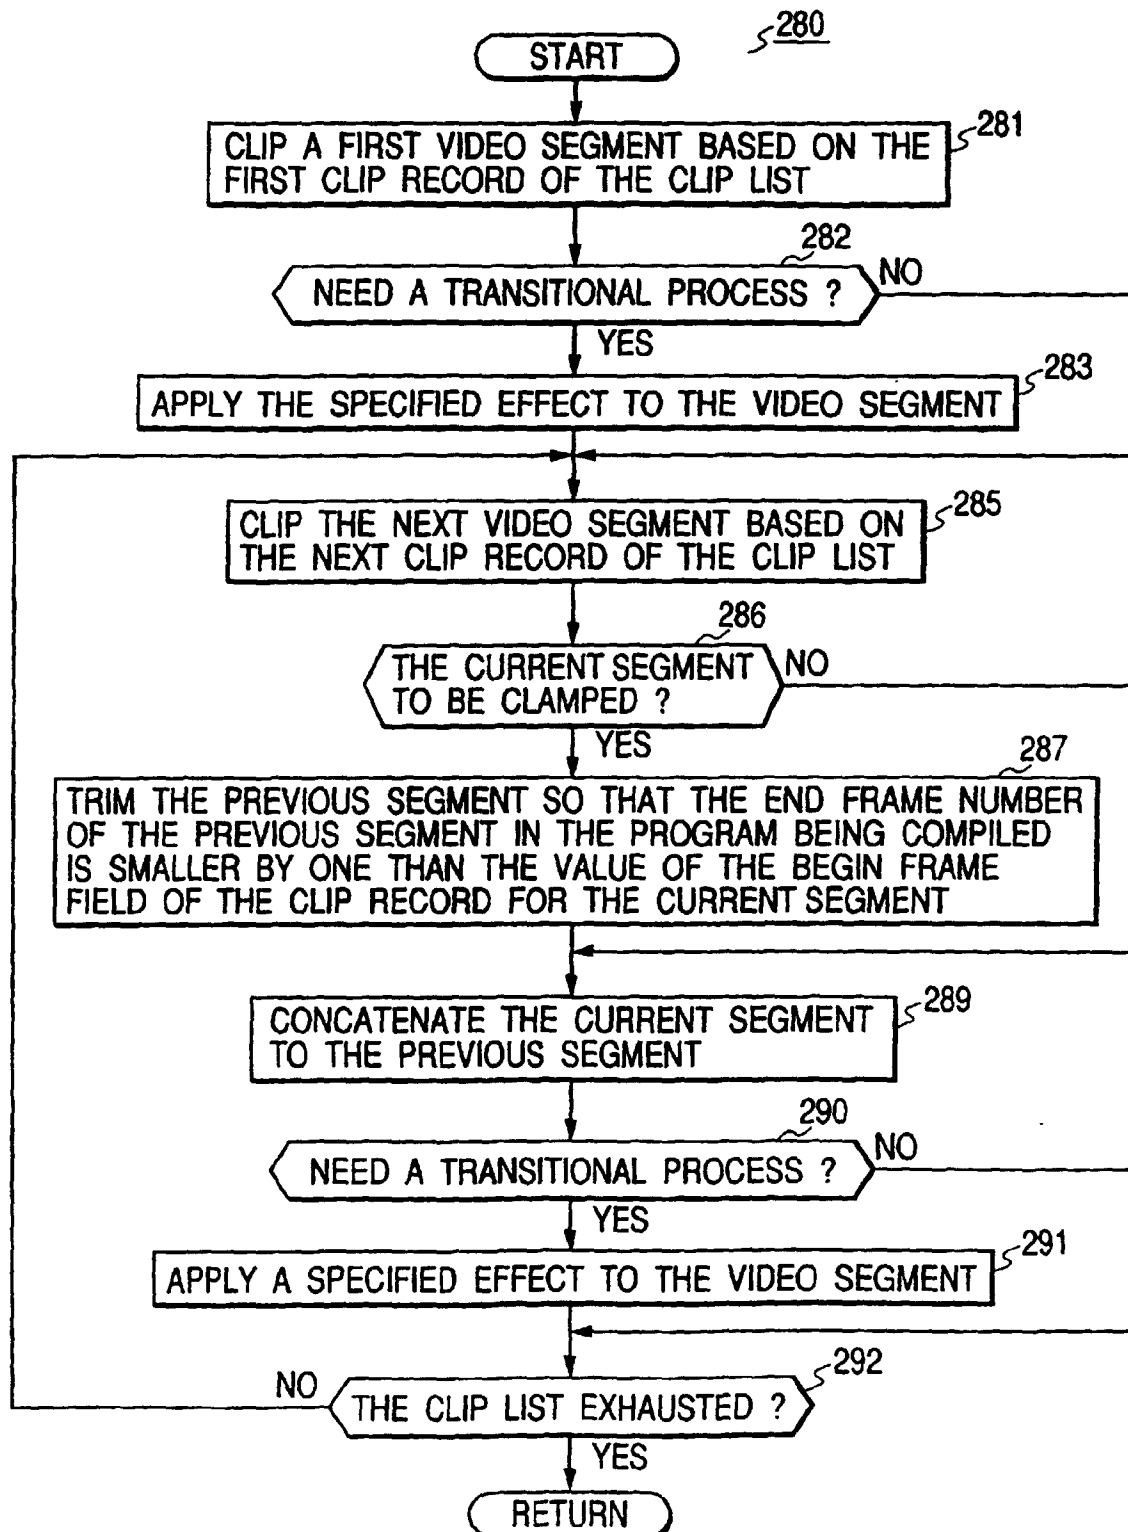 280
START
281
CLIP A FIRST VIDEO SEGMENT BASED ON THE
FIRST CLIP RECORD OF THE CLIP LIST
282
NEED A TRANSITIONAL PROCESS ?
NO
YES
283
APPLY THE SPECIFIED EFFECT TO THE VIDEO SEGMENT
285
CLIP THE NEXT VIDEO SEGMENT BASED ON
THE NEXT CLIP RECORD OF THE CLIP LIST
286
THE CURRENT SEGMENT
TO BE CLAMPED ?
NO
YES
287
TRIM THE PREVIOUS SEGMENT SO THAT THE END FRAME NUMBER
OF THE PREVIOUS SEGMENT IN THE PROGRAM BEING COMPILED
IS SMALLER BY ONE THAN THE VALUE OF THE BEGIN FRAME
FIELD OF THE CLIP RECORD FOR THE CURRENT SEGMENT
289
CONCATENATE THE CURRENT SEGMENT
TO THE PREVIOUS SEGMENT
290
NEED A TRANSITIONAL PROCESS ?
NO
YES
291
APPLY A SPECIFIED EFFECT TO THE VIDEO SEGMENT
292
NO
THE CLIP LIST EXHAUSTED ?
YES
RETURN